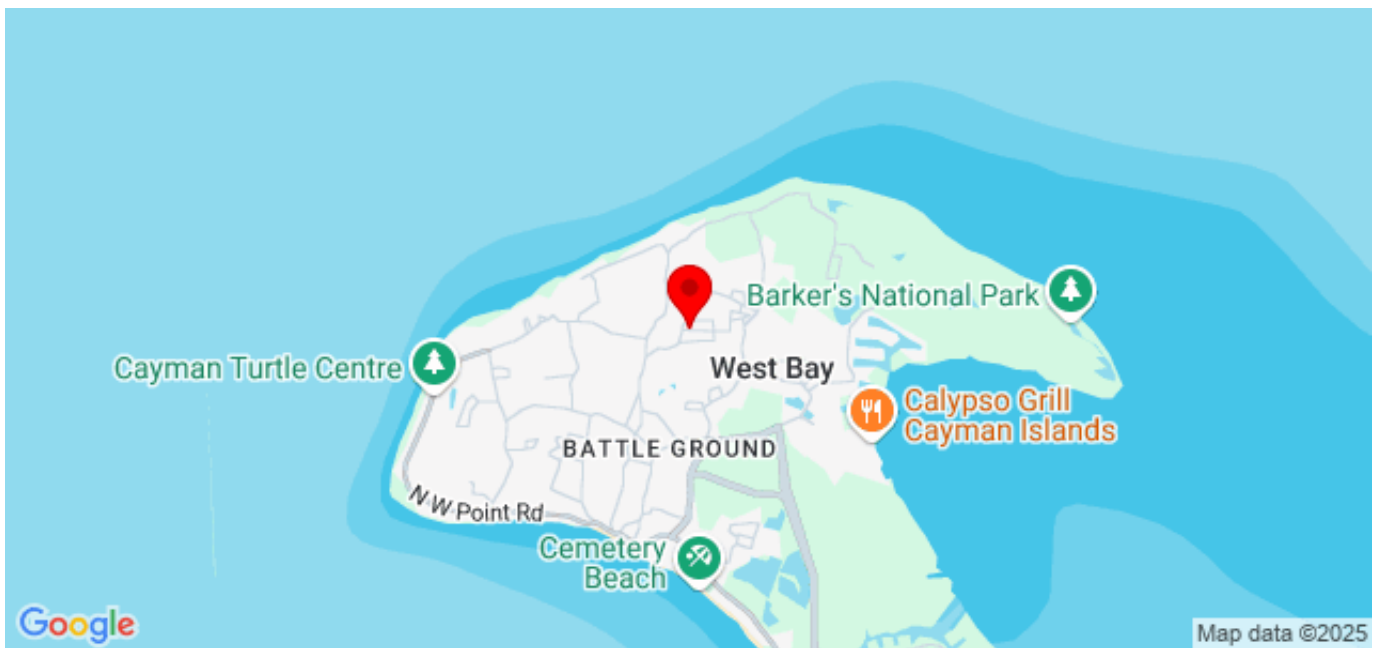 Barker's National Park
Cayman Turtle Centre
West Bay
Calypso Grill
Cayman Islands
BATTLE GROUND
N W Point Rd
Cemetery
Beach
Google
Map data ©2025